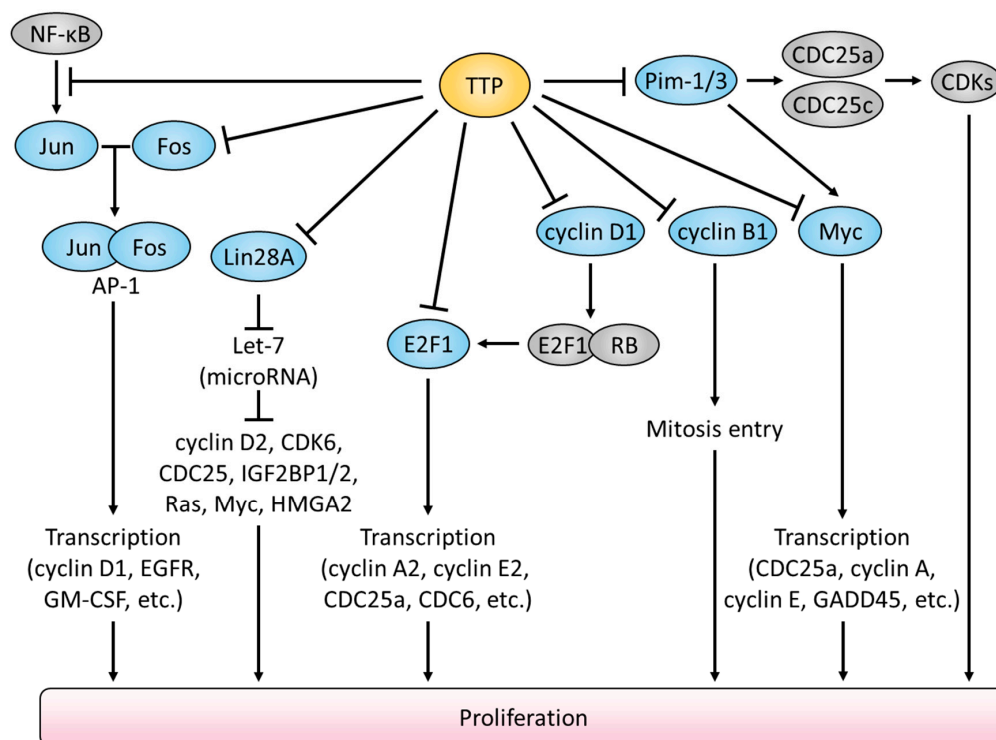 NF-κB
TTP
Pim-1/3
CDC25a
CDC25c
CDKs
Jun
Fos
Jun
Fos
AP-1
Lin28A
cyclin D1
cyclin B1
Myc
Let-7
(microRNA)
E2F1
E2F1
RB
cyclin D2, CDK6,
CDC25, IGF2BP1/2,
Ras, Myc, HMGA2
Mitosis entry
Transcription
(cyclin D1, EGFR,
GM-CSF, etc.)
Transcription
(cyclin A2, cyclin E2,
CDC25a, CDC6, etc.)
Transcription
(CDC25a, cyclin A,
cyclin E, GADD45, etc.)
Proliferation